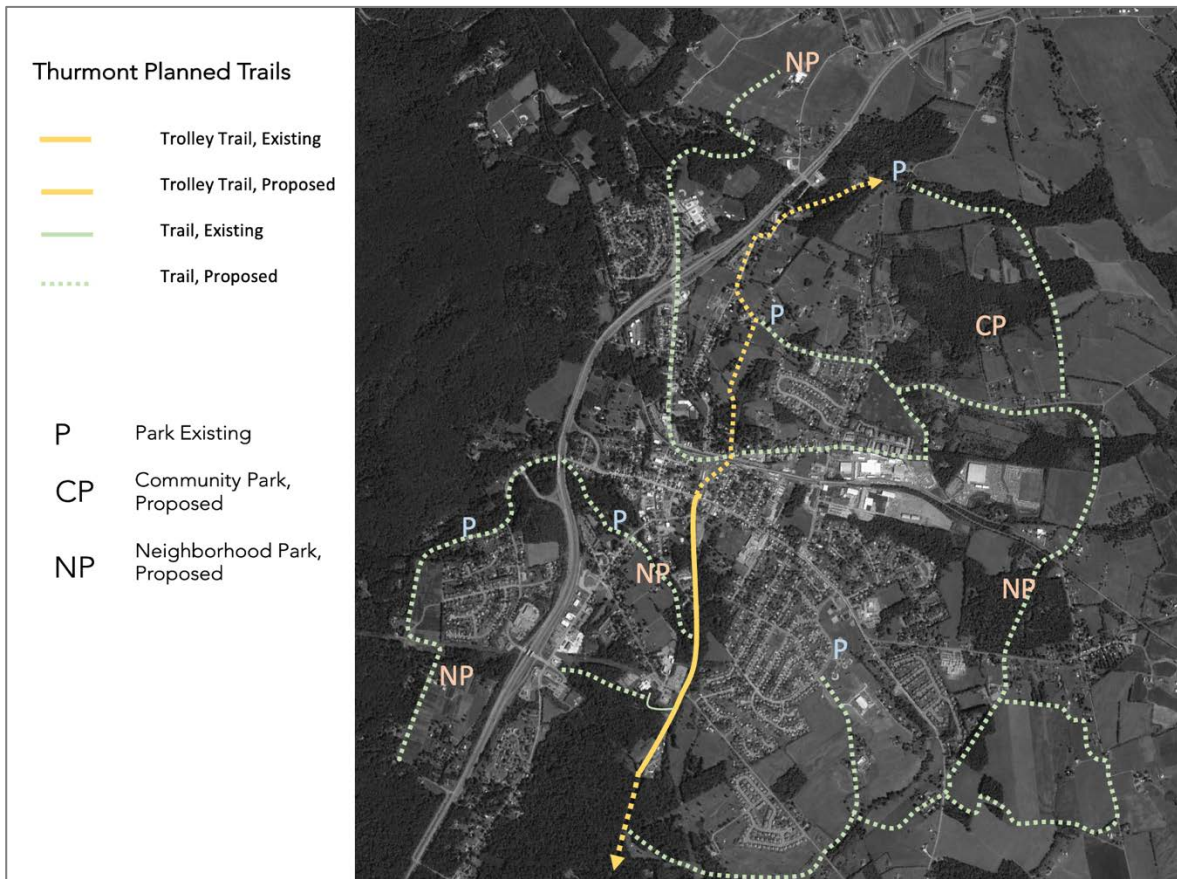 Thurmont Planned Trails
Trolley Trail, Existing
Trolley Trail, Proposed
Trail, Existing
Trail, Proposed
P Park Existing
CP Community Park,
Proposed
NP Neighborhood Park,
Proposed
NP
P
P
CP
P
P
NP
NP
P
NP